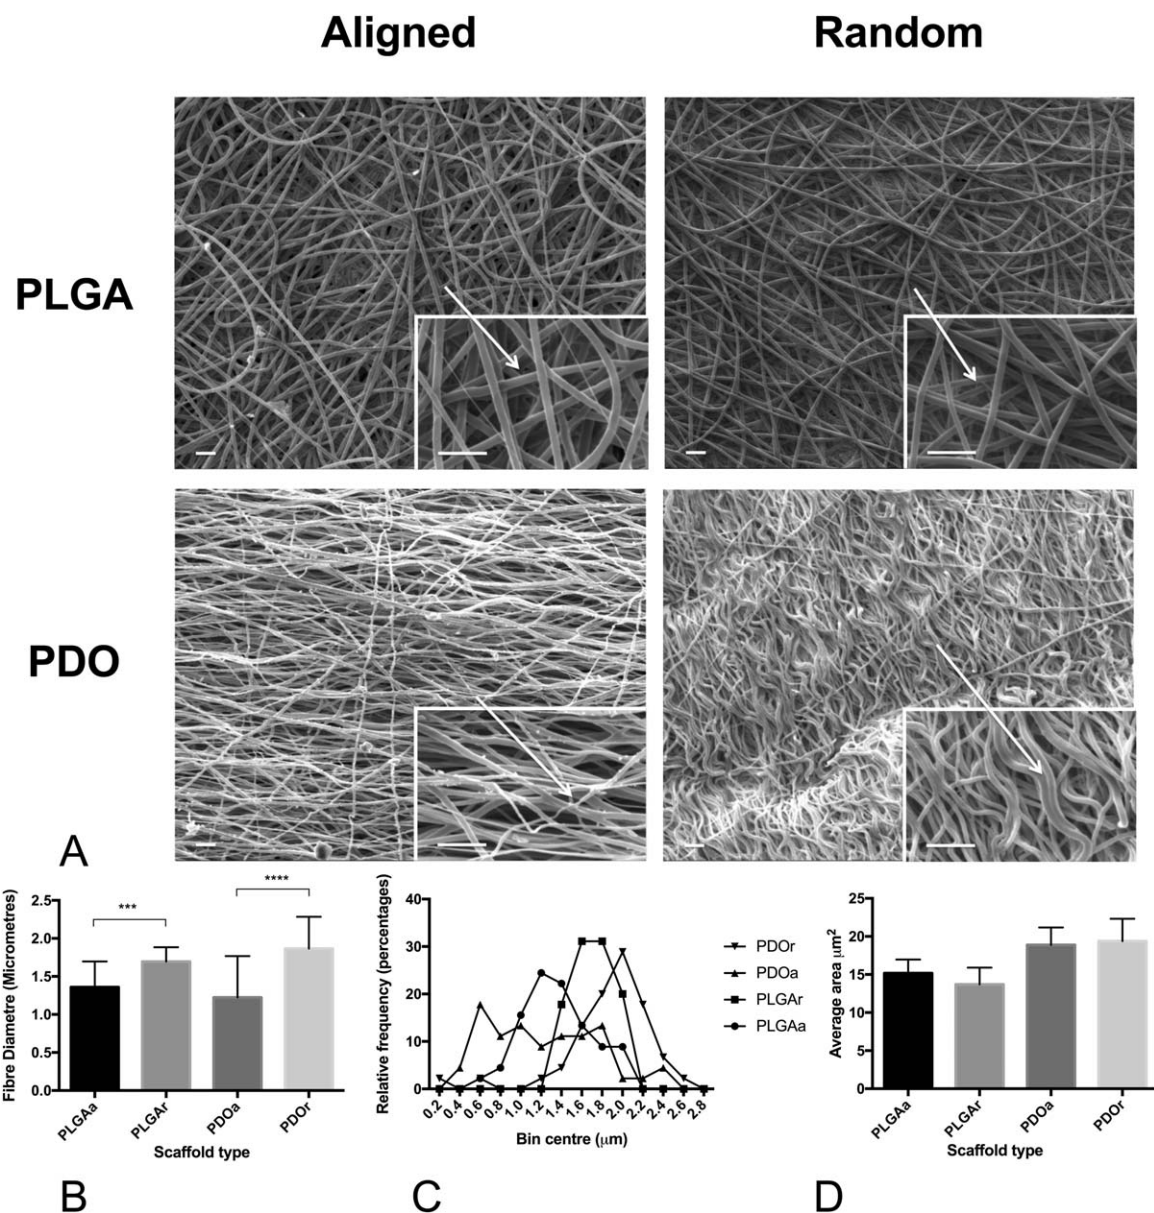 Aligned Random
PLGA
PDO
A
Fibre Diametre (Micrometres)
2.5
2.0
1.5
1.0
0.5
0.0
***
****
PLGAa PLGAr PDOa PDOr
Scaffold type
B
Relative frequency (percentages)
40
30
20
10
0
0.2 0.4 0.6 0.8 1.0 1.2 1.4 1.6 1.8 2.0 2.2 2.4 2.6 2.8
Bin centre (μm)
PDOr
PDOa
PLGAr
PLGAa
C
Average area μm²
25
20
15
10
5
0
PLGAa PLGAr PDOa PDOr
Scaffold type
D